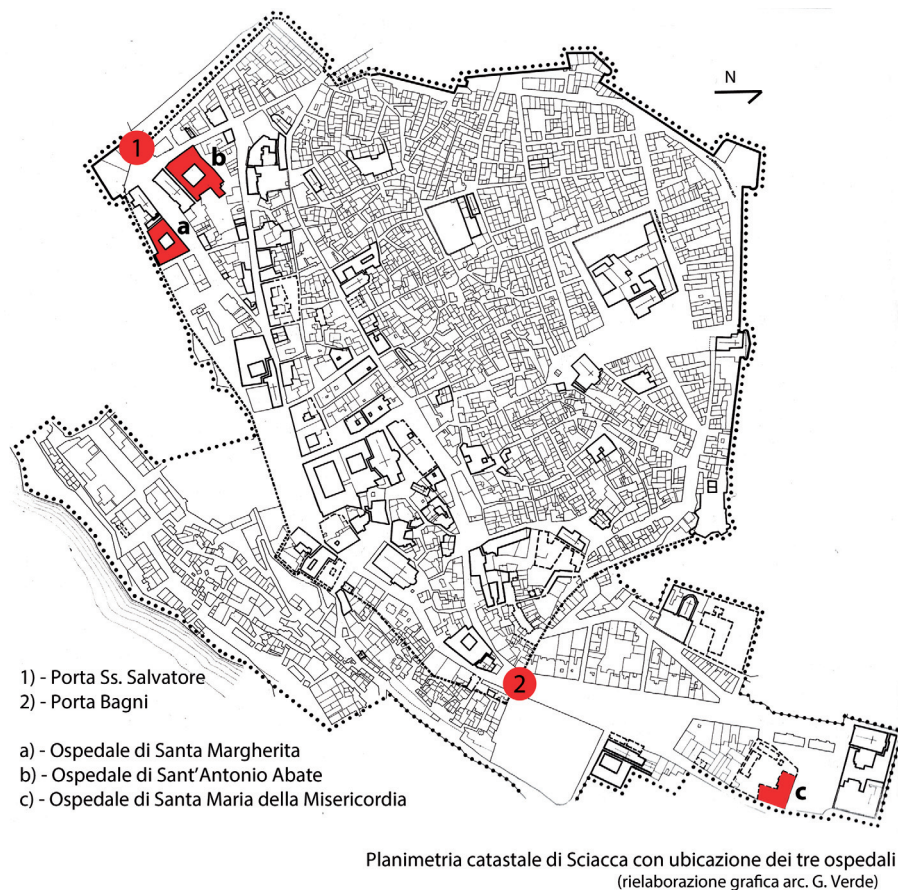 N
1
b
a
2
c
1) - Porta Ss. Salvatore
2) - Porta Bagni
a) - Ospedale di Santa Margherita
b) - Ospedale di Sant'Antonio Abate
c) - Ospedale di Santa Maria della Misericordia
Planimetria catastale di Sciacca con ubicazione dei tre ospedali
(rielaborazione grafica arc. G. Verde)